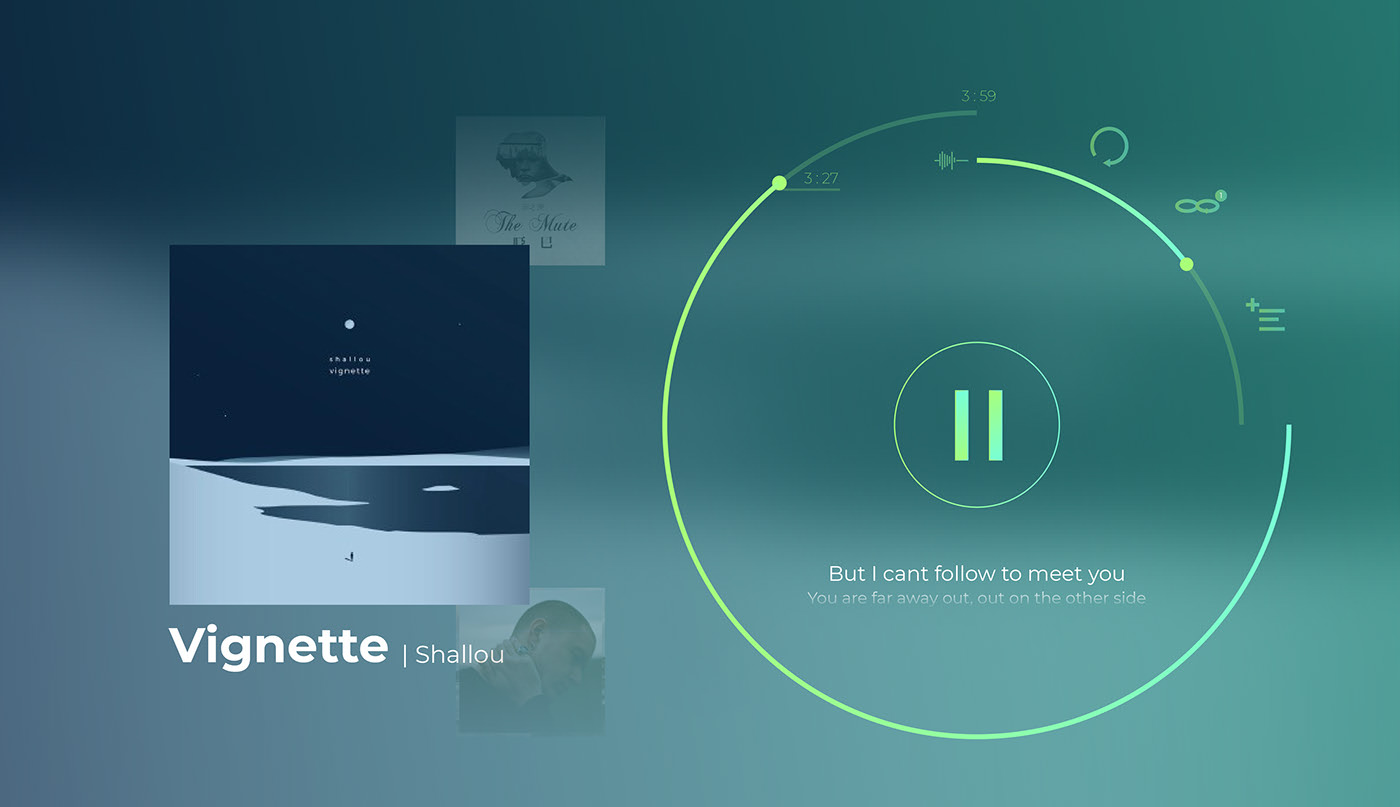 3 : 59
3 : 27
1
The Mute
shallou
vignette
But I cant follow to meet you
You are far away out, out on the other side
Vignette | Shallou